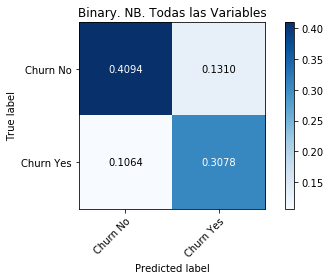 Binary. NB. Todas las Variables
True label
Churn No
Churn Yes
0.4094 0.1310
0.1064 0.3078
Churn No
Churn Yes
Predicted label
0.40
0.35
0.30
0.25
0.20
0.15